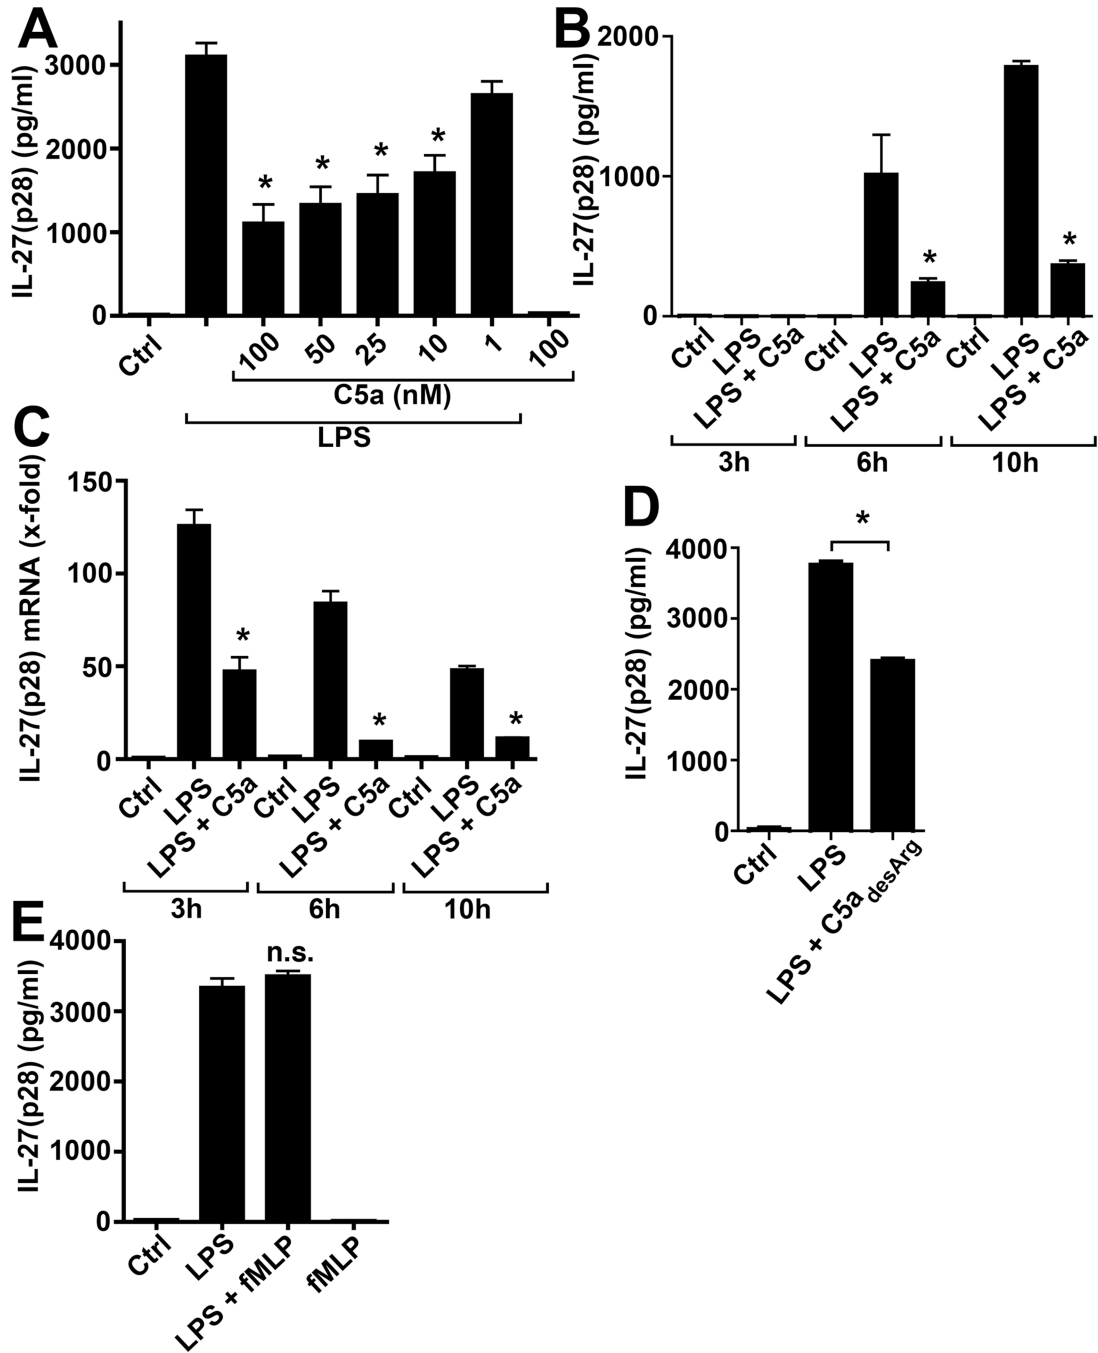 A
IL-27(p28) (pg/ml)
3000
2000
1000
0
*
*
*
*
Ctrl
100
50
25
10
1
100
C5a (nM)
LPS
B
IL-27(p28) (pg/ml)
2000
1000
0
*
*
Ctrl
LPS
LPS + C5a
Ctrl
LPS
LPS + C5a
Ctrl
LPS
LPS + C5a
3h
6h
10h
C
IL-27(p28) mRNA (x-fold)
150
100
50
0
*
*
*
Ctrl
LPS
LPS + C5a
Ctrl
LPS
LPS + C5a
Ctrl
LPS
LPS + C5a
3h
6h
10h
D
IL-27(p28) (pg/ml)
4000
3000
2000
1000
0
*
Ctrl
LPS
LPS + C5a desArg
E
IL-27(p28) (pg/ml)
4000
3000
2000
1000
0
n.s.
Ctrl
LPS
LPS + fMLP
fMLP